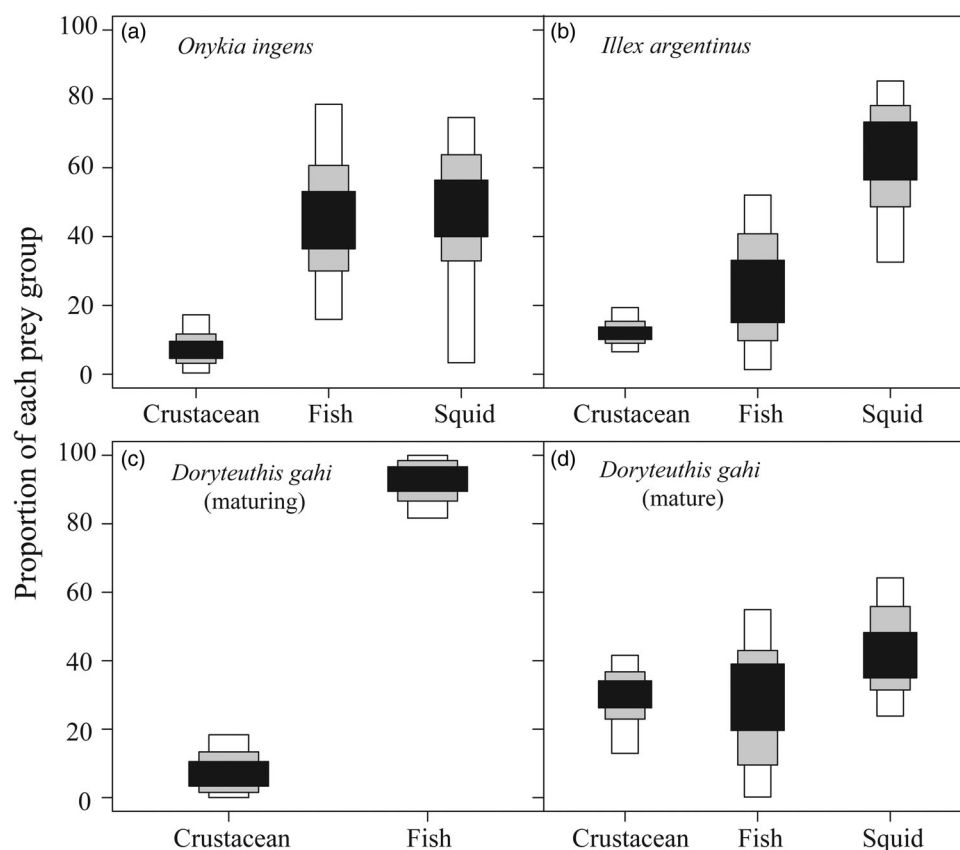 Proportion of each prey group
(a)
Onykia ingens
100
80
60
40
20
0
Crustacean Fish Squid
(b)
Illex argentinus
Crustacean Fish Squid
(c)
Doryteuthis gahi
(maturing)
100
80
60
40
20
0
Crustacean Fish
(d)
Doryteuthis gahi
(mature)
Crustacean Fish Squid